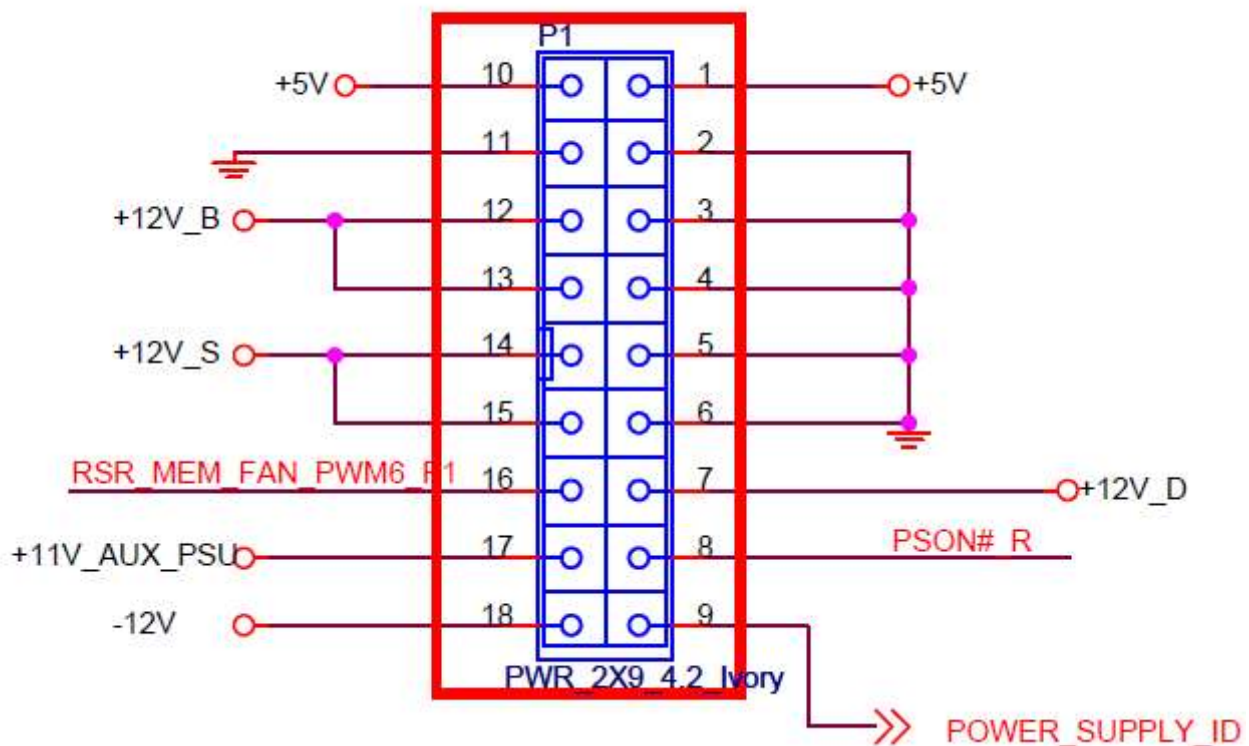 P1
+5V 10 1 +5V
11 2
+12V_B 12 3
13 4
+12V_S 14 5
15 6
RSR_MEM_FAN_PWM6_P1 16 7 +12V_D
+11V_AUX_PSU 17 8 PSON#_R
-12V 18 9
PWR_2X9_4.2_Ivory
POWER_SUPPLY_ID